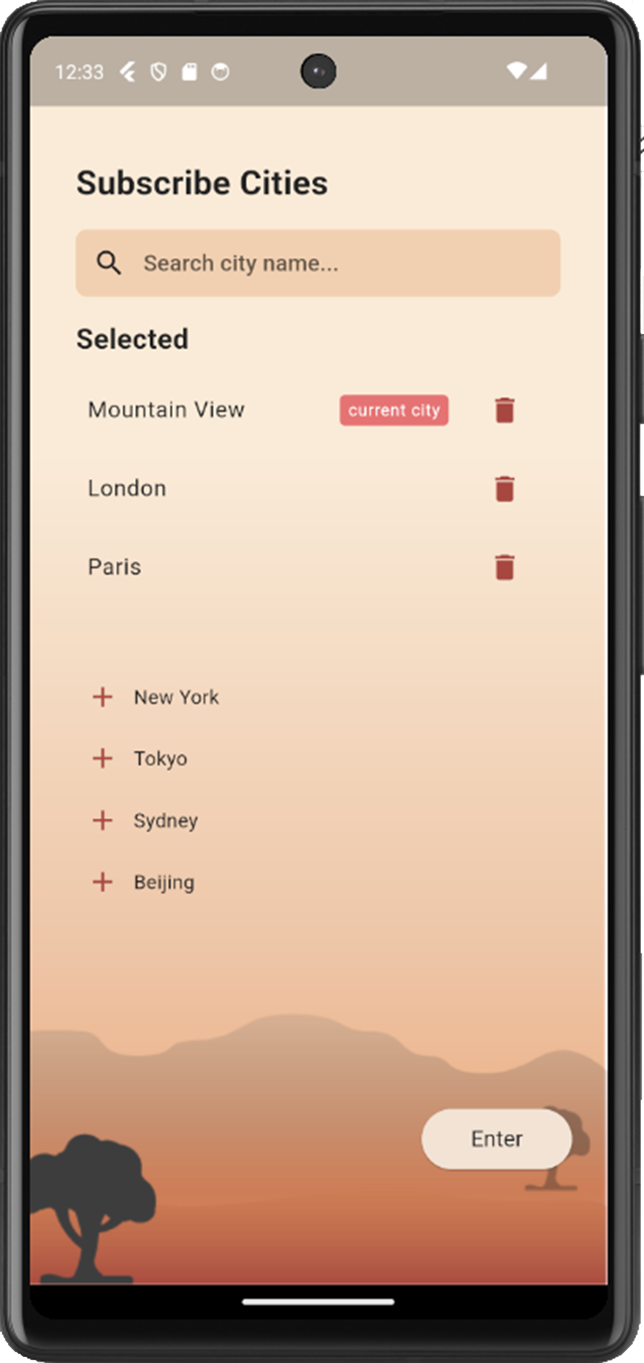 12:33
Subscribe Cities
Search city name...
Selected
Mountain View current city
London
Paris
New York
Tokyo
Sydney
Beijing
Enter